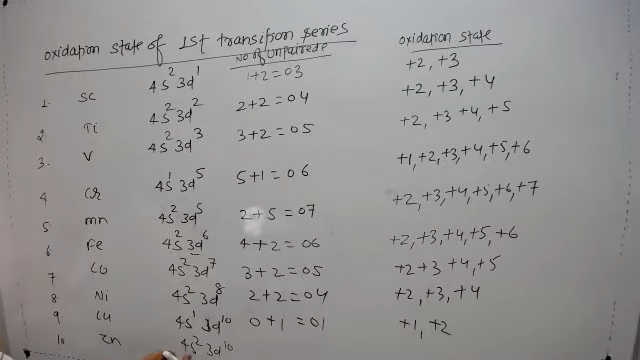 oxidation state of 1st transition series
No of unpaired e oxidation state
1. Sc 4s² 3d¹ 1+2=03 +2, +3
2 Ti 4s² 3d² 2+2=04 +2, +3, +4
3. V 4s² 3d³ 3+2=05 +2, +3 +4, +5
4 Cr 4s¹ 3d⁵ 5+1=06 +1, +2, +3, +4, +5, +6
5 mn 4s² 3d⁵ 2+5=07 +2, +3, +4, +5, +6, +7
6 Fe 4s² 3d⁶ 4+2=06 +2, +3, +4, +5, +6
7 Co 4s² 3d⁷ 3+2=05 +2 +3 +4, +5
8 Ni 4s² 3d⁸ 2+2=04 +2, +3, +4
9 Cu 4s¹ 3d¹⁰ 0+1=01 +1, +2
10 Zn 4s² 3d¹⁰